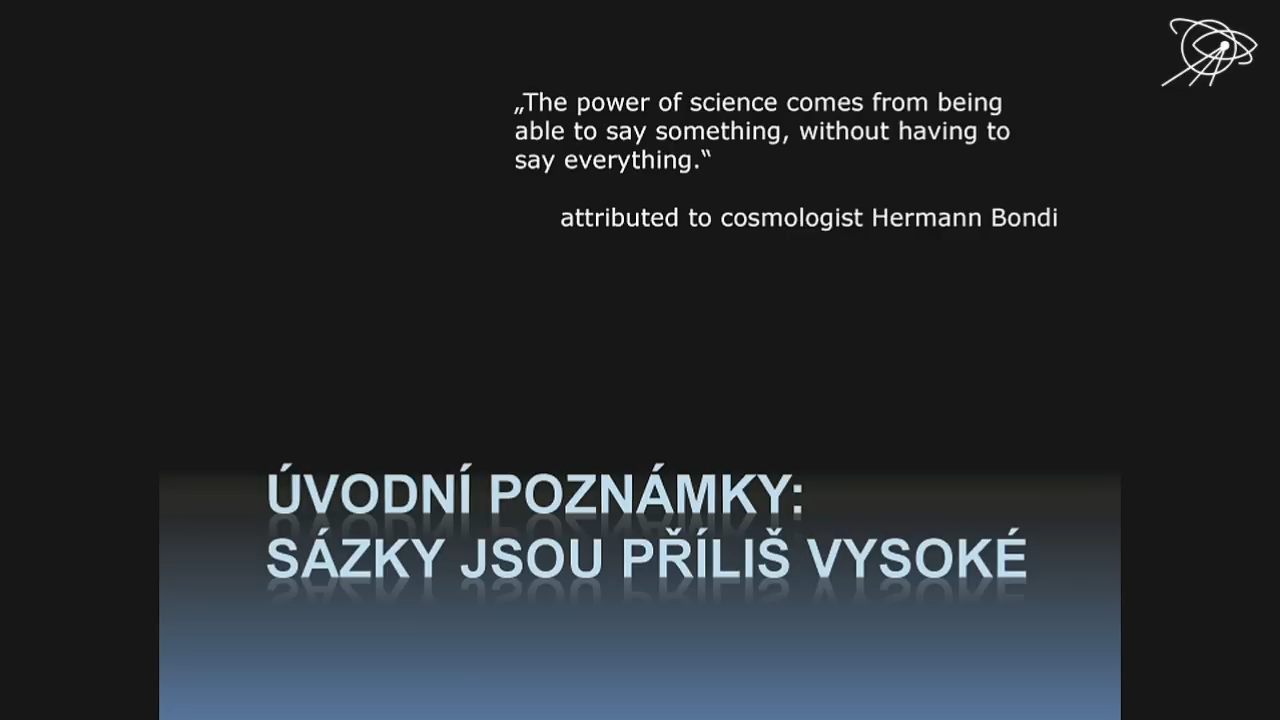 „The power of science comes from being
able to say something, without having to
say everything.‟
attributed to cosmologist Hermann Bondi
ÚVODNÍ POZNÁMKY:
SÁZKY JSOU PŘÍLIŠ VYSOKÉ